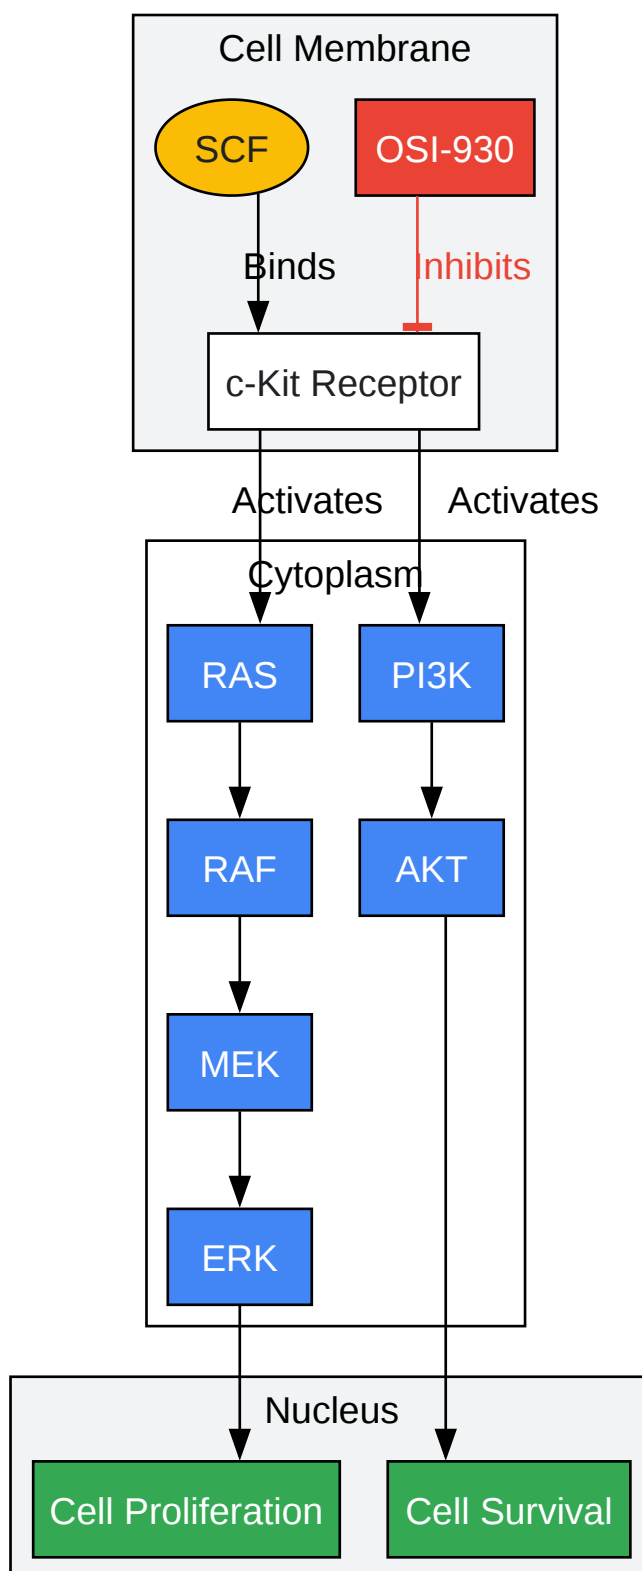 Cell Membrane
SCF
OSI-930
Binds
Inhibits
c-Kit Receptor
Activates
Activates
Cytoplasm
RAS
PI3K
RAF
AKT
MEK
ERK
Nucleus
Cell Proliferation
Cell Survival